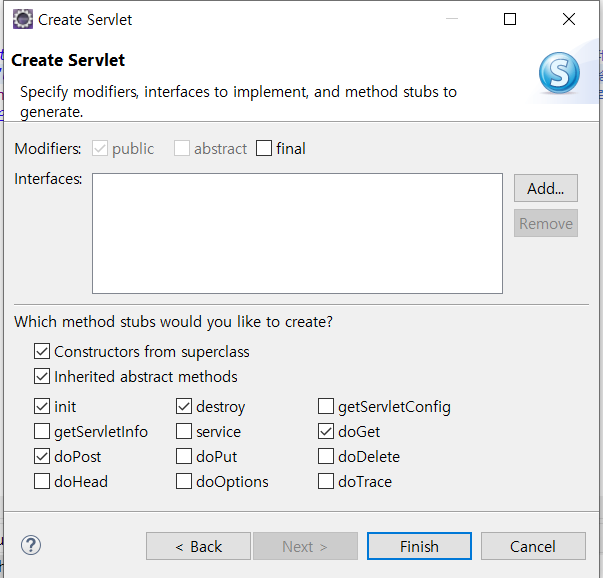 Create Servlet
Create Servlet
Specify modifiers, interfaces to implement, and method stubs to
generate.
Modifiers: public abstract final
Interfaces: Add...
Remove
Which method stubs would you like to create?
Constructors from superclass
Inherited abstract methods
init destroy getServletConfig
getServletInfo service doGet
doPost doPut doDelete
doHead doOptions doTrace
? < Back Next > Finish Cancel